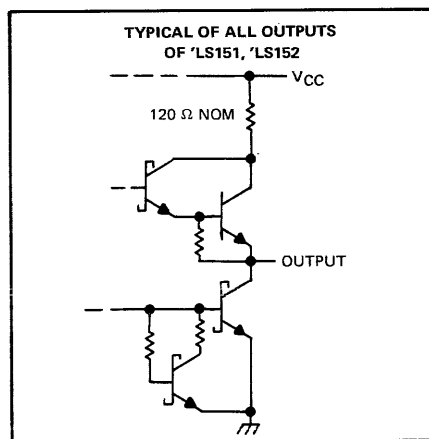 TYPICAL OF ALL OUTPUTS
OF 'LS151, 'LS152
VCC
120 Ω NOM
OUTPUT